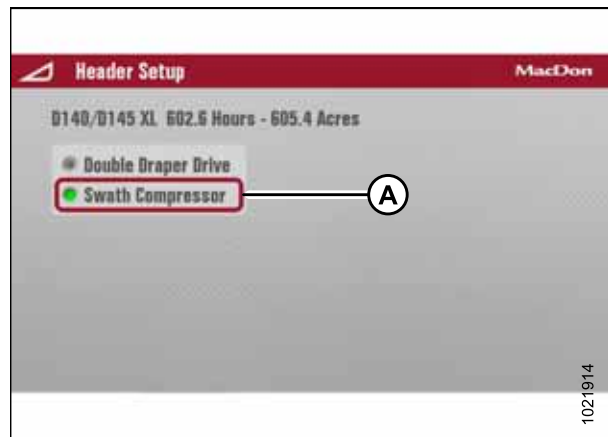 Header Setup MacDon
D140/D145 XL 602.6 Hours - 605.4 Acres
Double Draper Drive
Swath Compressor
A
1021914